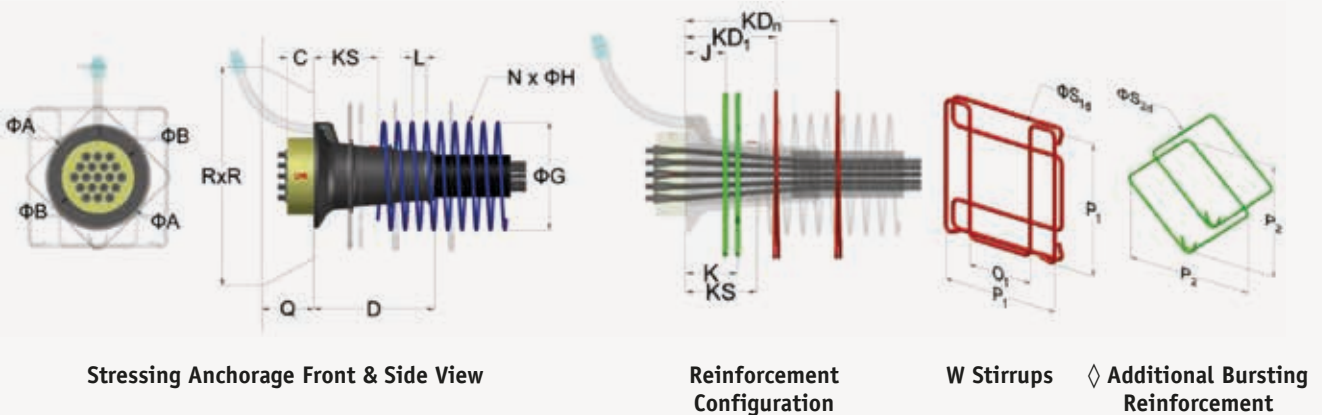 ΦA
ΦB
ΦB
ΦA
RxR
C
KS
L
N x ΦH
ΦG
Q
D
KDₙ
KD₁
J
K
KS
ΦS₁d
P₁
O₁
P₁
ΦS₂d
P₂
P₂
Stressing Anchorage Front & Side View
Reinforcement
Configuration
W Stirrups
◊ Additional Bursting
Reinforcement